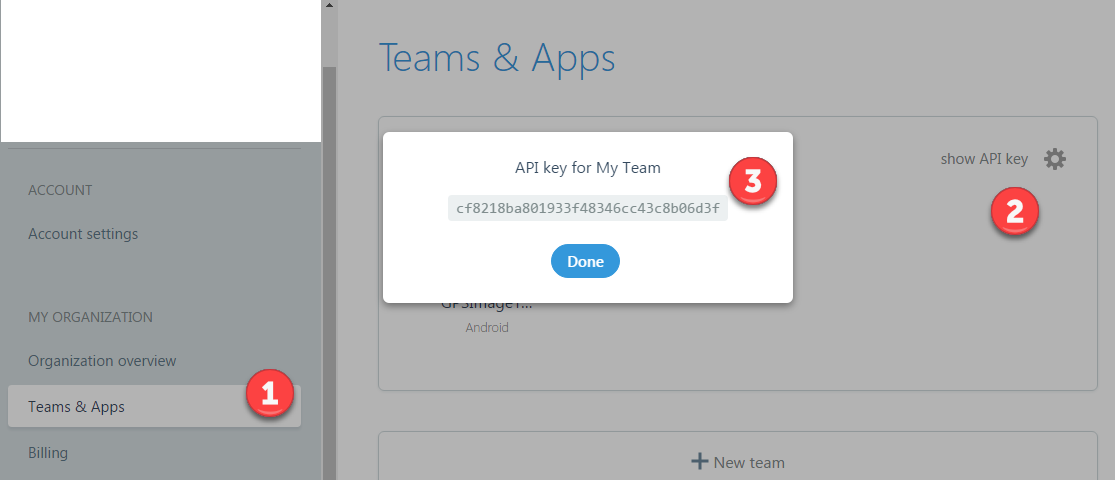 Teams & Apps
ACCOUNT
Account settings
MY ORGANIZATION
Organization overview
Teams & Apps
1
Billing
show API key
2
API key for My Team
3
cf8218ba801933f48346cc43c8b06d3f
Done
Android
New team